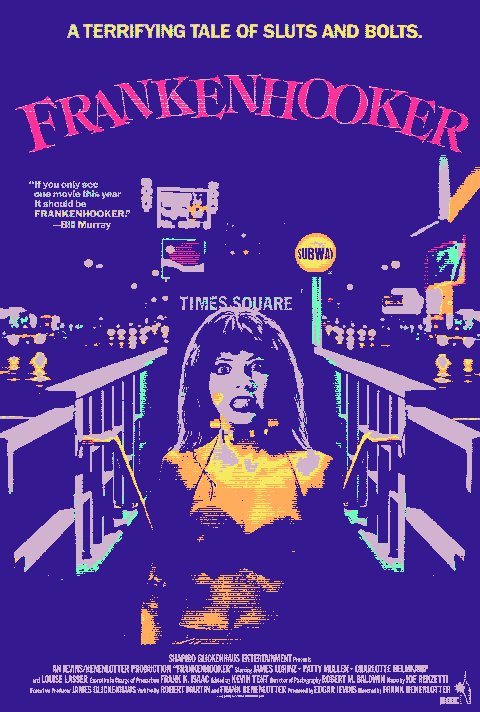 A TERRIFYING TALE OF SLUTS AND BOLTS.
FRANKENHOOKER
"If you only see
one movie this year
it should be
FRANKENHOOKER."
—Bill Murray
SUBWAY
TIMES SQUARE
SHAPIRO GLICKENHAUS ENTERTAINMENT Presents
AN IEVINS/HENENLOTTER PRODUCTION "FRANKENHOOKER" Starring JAMES LORINZ • PATTY MULLEN • CHARLOTTE HELMKAMP
and LOUISE LASSER Executive in Charge of Production FRANK K. ISAAC Edited by KEVIN TENT Director of Photography ROBERT M. BALDWIN Music by JOE RENZETTI
Executive Producer JAMES GLICKENHAUS Written by ROBERT MARTIN and FRANK HENENLOTTER Produced by EDGAR IEVINS Directed by FRANK HENENLOTTER